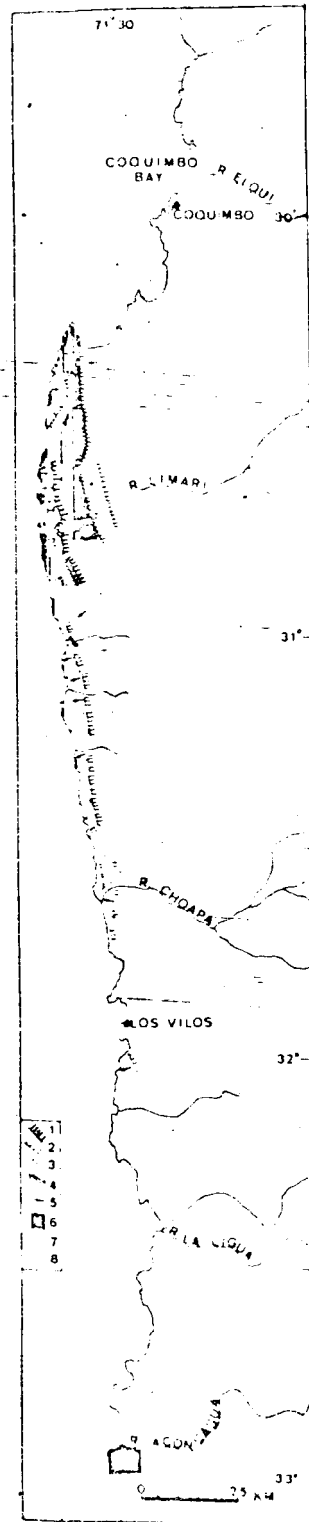 71° 30
COQUIMBO
BAY
R ELQUI
COQUIMBO
30°
R LIMARI
31°
R CHOAPA
LOS VILOS
32°
1
2
3
4
5
6
7
8
R LA LIGUA
R ACONCAGUA
33°
0 25 KM